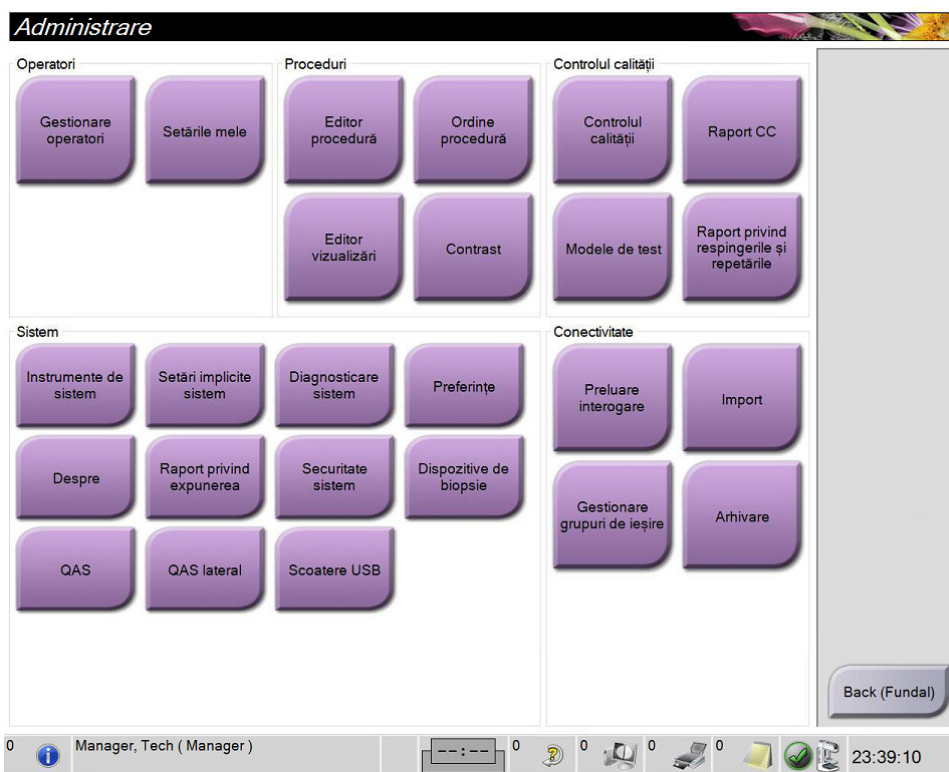 Administrare
Operatori
Gestionare
operatori
Setările mele
Proceduri
Editor
procedură
Ordine
procedură
Editor
vizualizări
Contrast
Controlul calității
Controlul
calității
Raport CC
Modele de test
Raport privind
respingerile și
repetările
Sistem
Instrumente de
sistem
Setări implicite
sistem
Diagnosticare
sistem
Preferințe
Despre
Raport privind
expunerea
Securitate
sistem
Dispozitive de
biopsie
QAS
QAS lateral
Scoatere USB
Conectivitate
Preluare
interogare
Import
Gestionare
grupuri de ieșire
Arhivare
Back (Fundal)
0
Manager, Tech ( Manager )
--:--
0
0
0
0
23:39:10